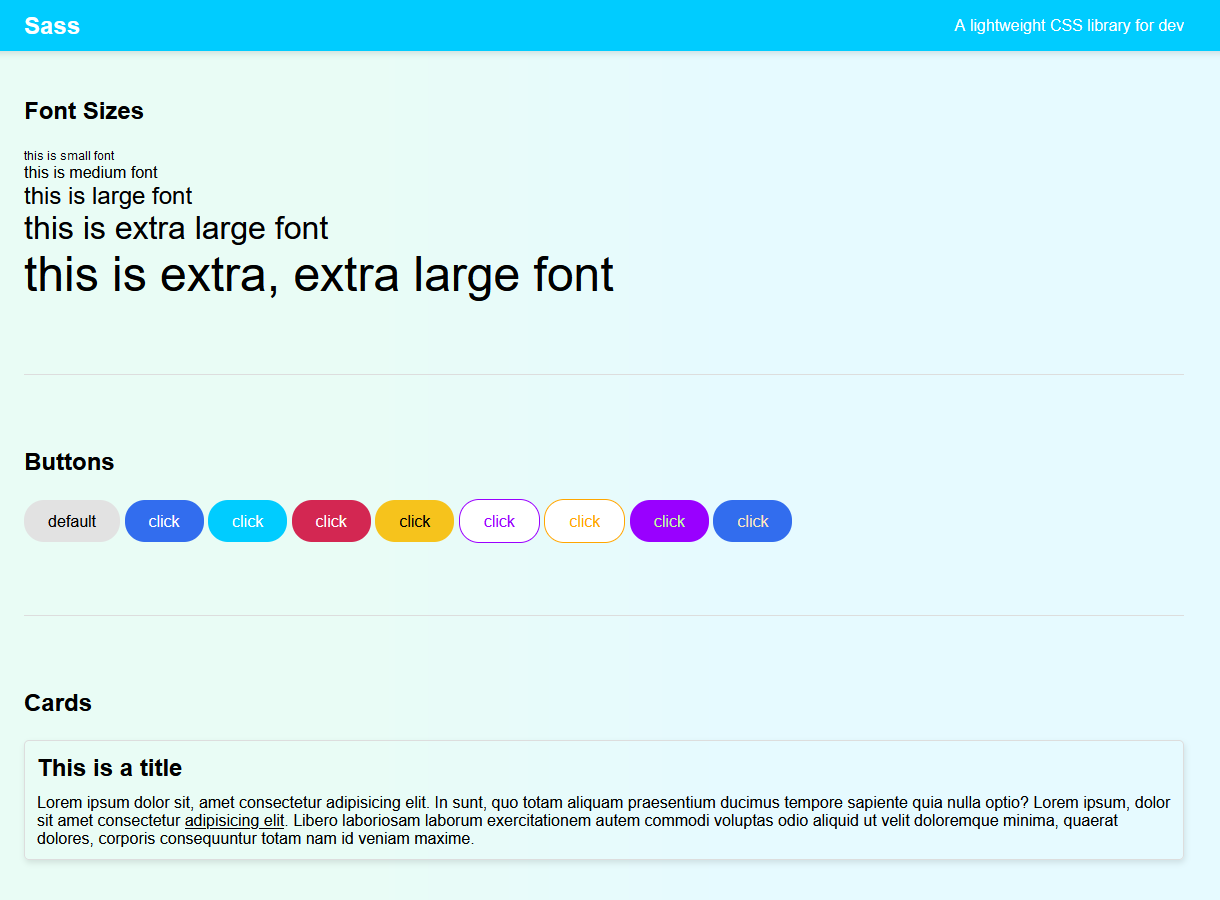 Sass
A lightweight CSS library for dev
Font Sizes
this is small font
this is medium font
this is large font
this is extra large font
this is extra, extra large font
Buttons
default click click click click click click click click
Cards
This is a title
Lorem ipsum dolor sit, amet consectetur adipisicing elit. In sunt, quo totam aliquam praesentium ducimus tempore sapiente quia nulla optio? Lorem ipsum, dolor
sit amet consectetur adipisicing elit. Libero laboriosam laborum exercitationem autem commodi voluptas odio aliquid ut velit doloremque minima, quaerat
dolores, corporis consequuntur totam nam id veniam maxime.